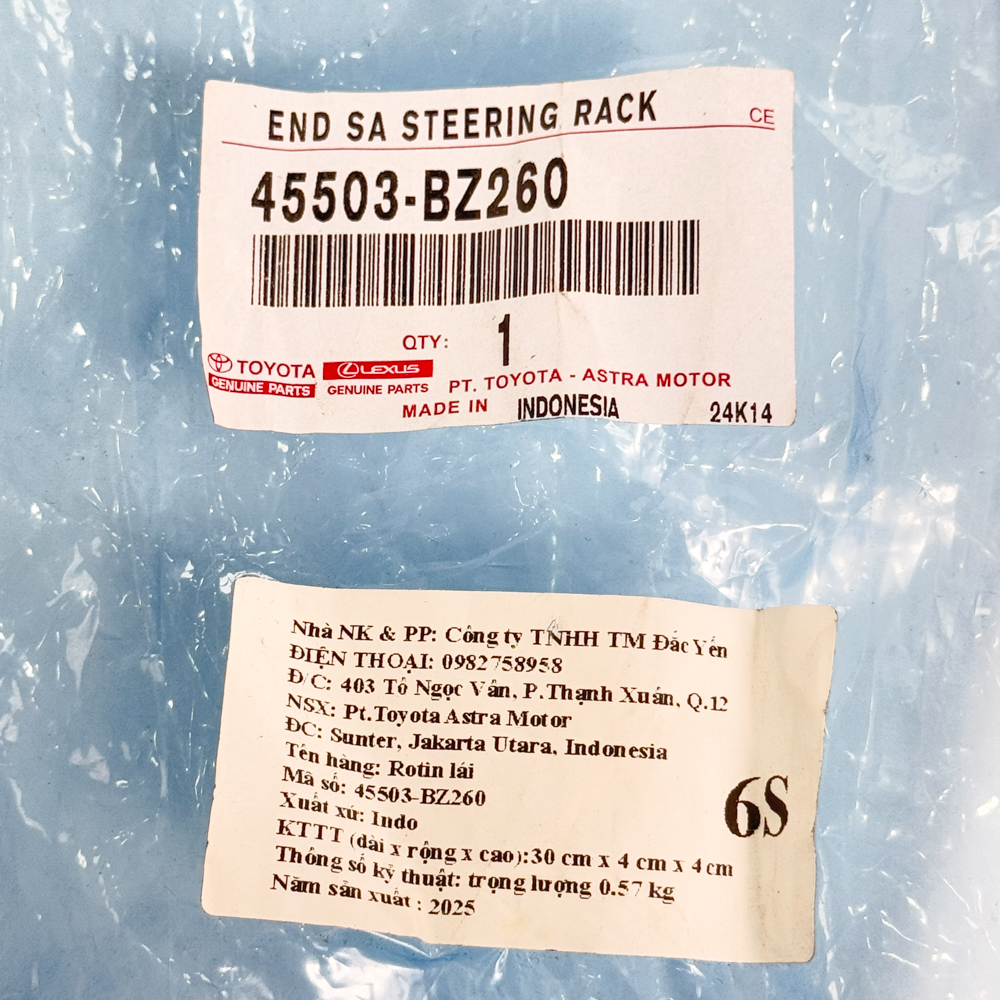 END SA STEERING RACK
CE
45503-BZ260
QTY: 1
TOYOTA
GENUINE PARTS
LEXUS
GENUINE PARTS
PT. TOYOTA - ASTRA MOTOR
MADE IN INDONESIA
24K14
Nhà NK & PP: Công ty TNHH TM Đắc Yến
ĐIỆN THOẠI: 0982758958
Đ/C: 403 Tô Ngọc Vân, P.Thạnh Xuân, Q.12
NSX: Pt.Toyota Astra Motor
ĐC: Sunter, Jakarta Utara, Indonesia
Tên hàng: Rotin lái
Mã số: 45503-BZ260
Xuất xứ: Indo
KTTT (dài x rộng x cao):30 cm x 4 cm x 4cm
Thông số kỹ thuật: trọng lượng 0.57 kg
Năm sản xuất : 2025
6S